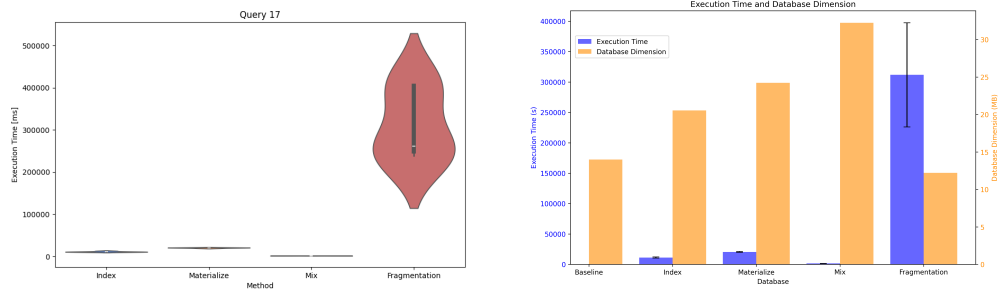 Query 17
Execution Time [ms]
500000
400000
300000
200000
100000
0
Index Materialize Mix Fragmentation
Method
Execution Time and Database Dimension
Execution Time (s)
400000
350000
300000
250000
200000
150000
100000
50000
0
Execution Time
Database Dimension
30
25
20
15
10
5
0
Database Dimension (MB)
Baseline Index Materialize Mix Fragmentation
Database